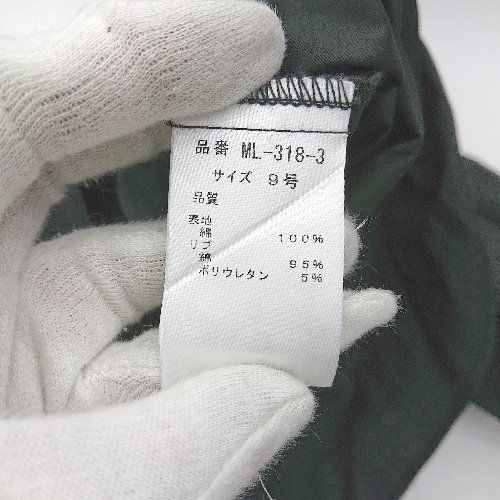 品番 ML-318-3
サイズ 9号
品質
表地
綿 100%
リブ
綿 95%
ポリウレタン 5%